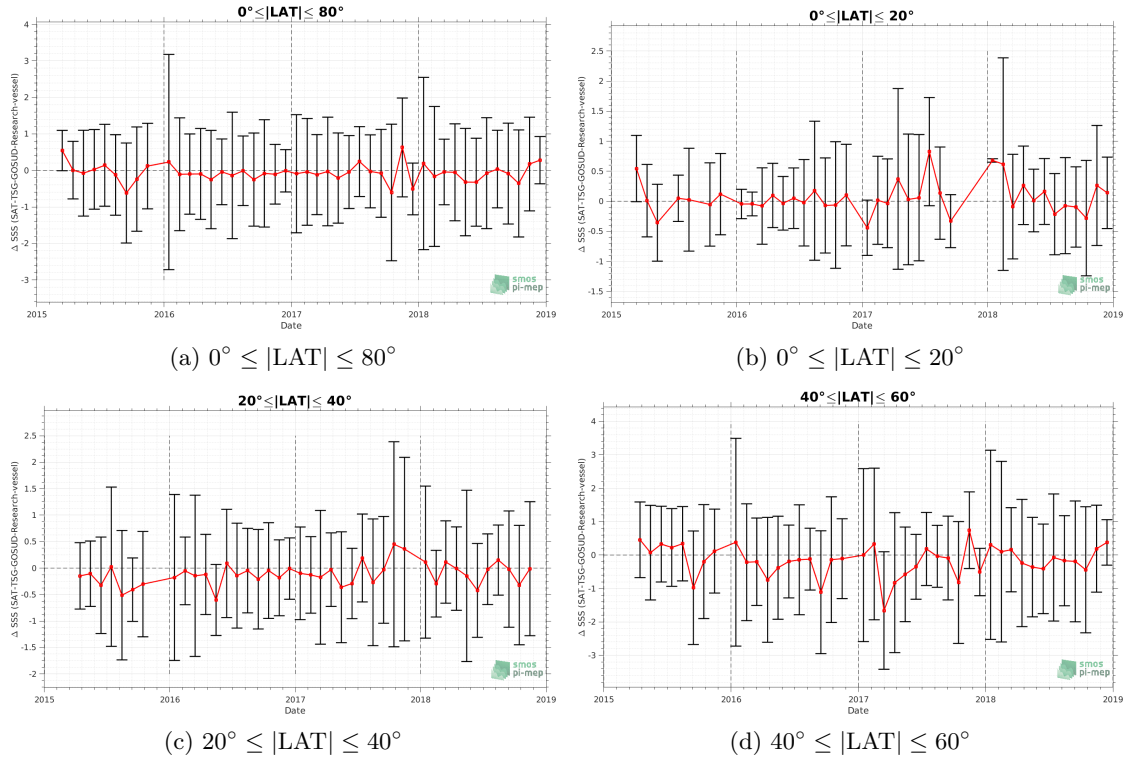 0°≤|LAT|≤ 80°
Δ SSS (SAT-TSG-GOSUD-Research-vessel)
4
3
2
1
0
-1
-2
-3
2015 2016 2017 2018 2019
Date
smos
pi-mep
(a) 0° ≤ |LAT| ≤ 80°
0°≤|LAT|≤ 20°
Δ SSS (SAT-TSG-GOSUD-Research-vessel)
2.5
2
1.5
1
0.5
0
-0.5
-1
-1.5
2015 2016 2017 2018 2019
Date
smos
pi-mep
(b) 0° ≤ |LAT| ≤ 20°
20°≤|LAT|≤ 40°
Δ SSS (SAT-TSG-GOSUD-Research-vessel)
2.5
2
1.5
1
0.5
0
-0.5
-1
-1.5
-2
2015 2016 2017 2018 2019
Date
smos
pi-mep
(c) 20° ≤ |LAT| ≤ 40°
40°≤|LAT|≤ 60°
Δ SSS (SAT-TSG-GOSUD-Research-vessel)
4
3
2
1
0
-1
-2
-3
2015 2016 2017 2018 2019
Date
smos
pi-mep
(d) 40° ≤ |LAT| ≤ 60°